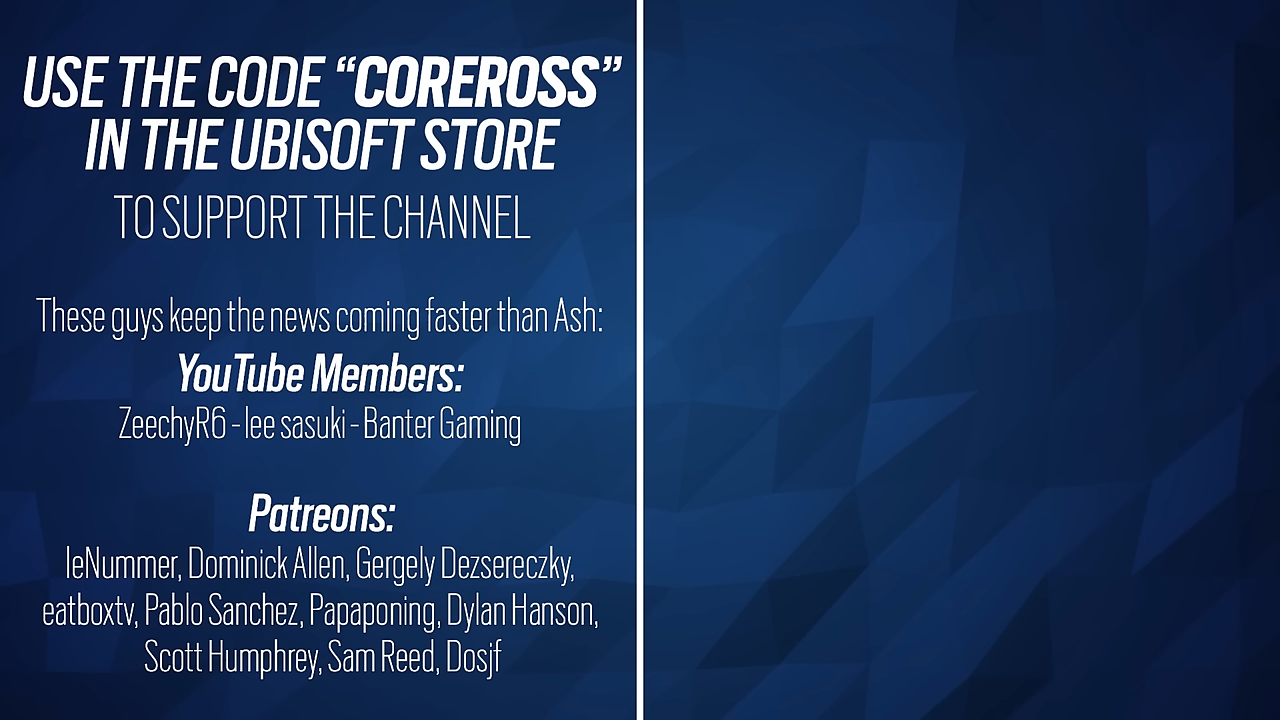 USE THE CODE “COREROSS”
IN THE UBISOFT STORE
TO SUPPORT THE CHANNEL
These guys keep the news coming faster than Ash:
YouTube Members:
ZeechyR6 - lee sasuki - Banter Gaming
Patreons:
leNummer, Dominick Allen, Gergely Dezsereczky,
eatboxtv, Pablo Sanchez, Papaponing, Dylan Hanson,
Scott Humphrey, Sam Reed, Dosjf